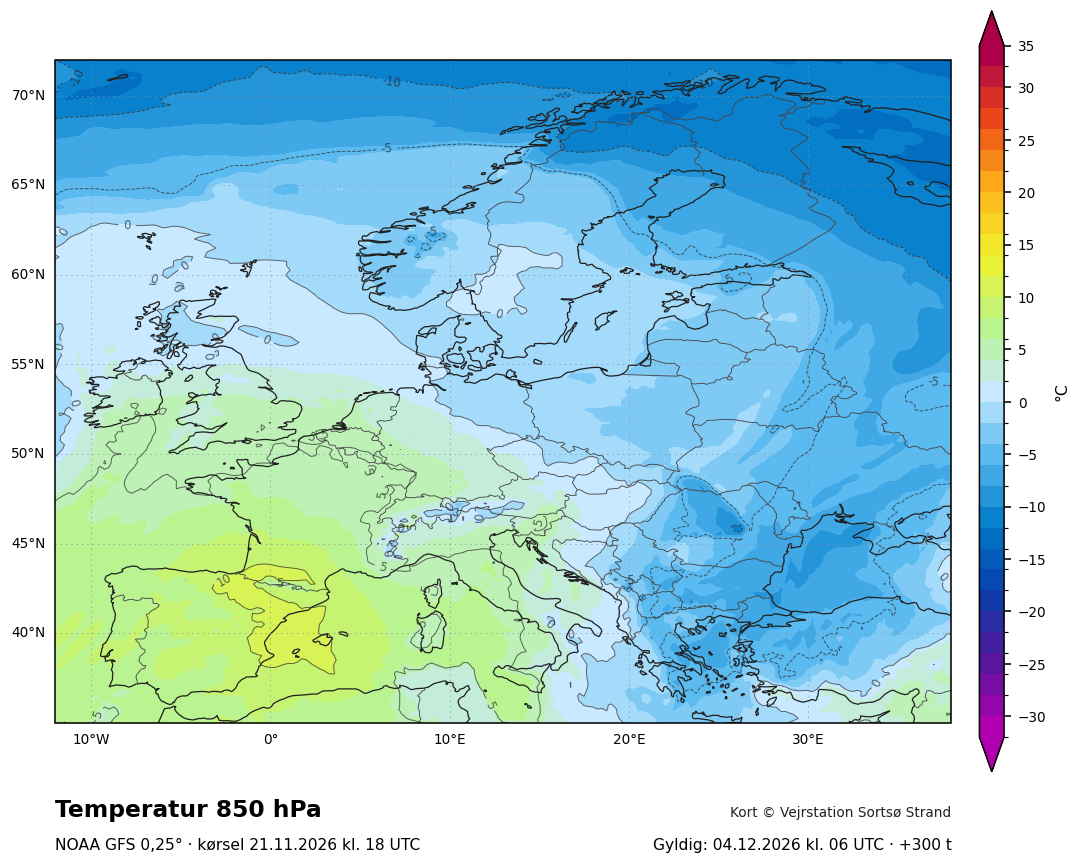 35
30
25
20
15
10
5
0
−5
−10
−15
−20
−25
−30
°C
70°N
65°N
60°N
55°N
50°N
45°N
40°N
10°W
0°
10°E
20°E
30°E
Temperatur 850 hPa
Kort © Vejrstation Sortsø Strand
NOAA GFS 0,25° · kørsel 21.11.2026 kl. 18 UTC
Gyldig: 04.12.2026 kl. 06 UTC · +300 t